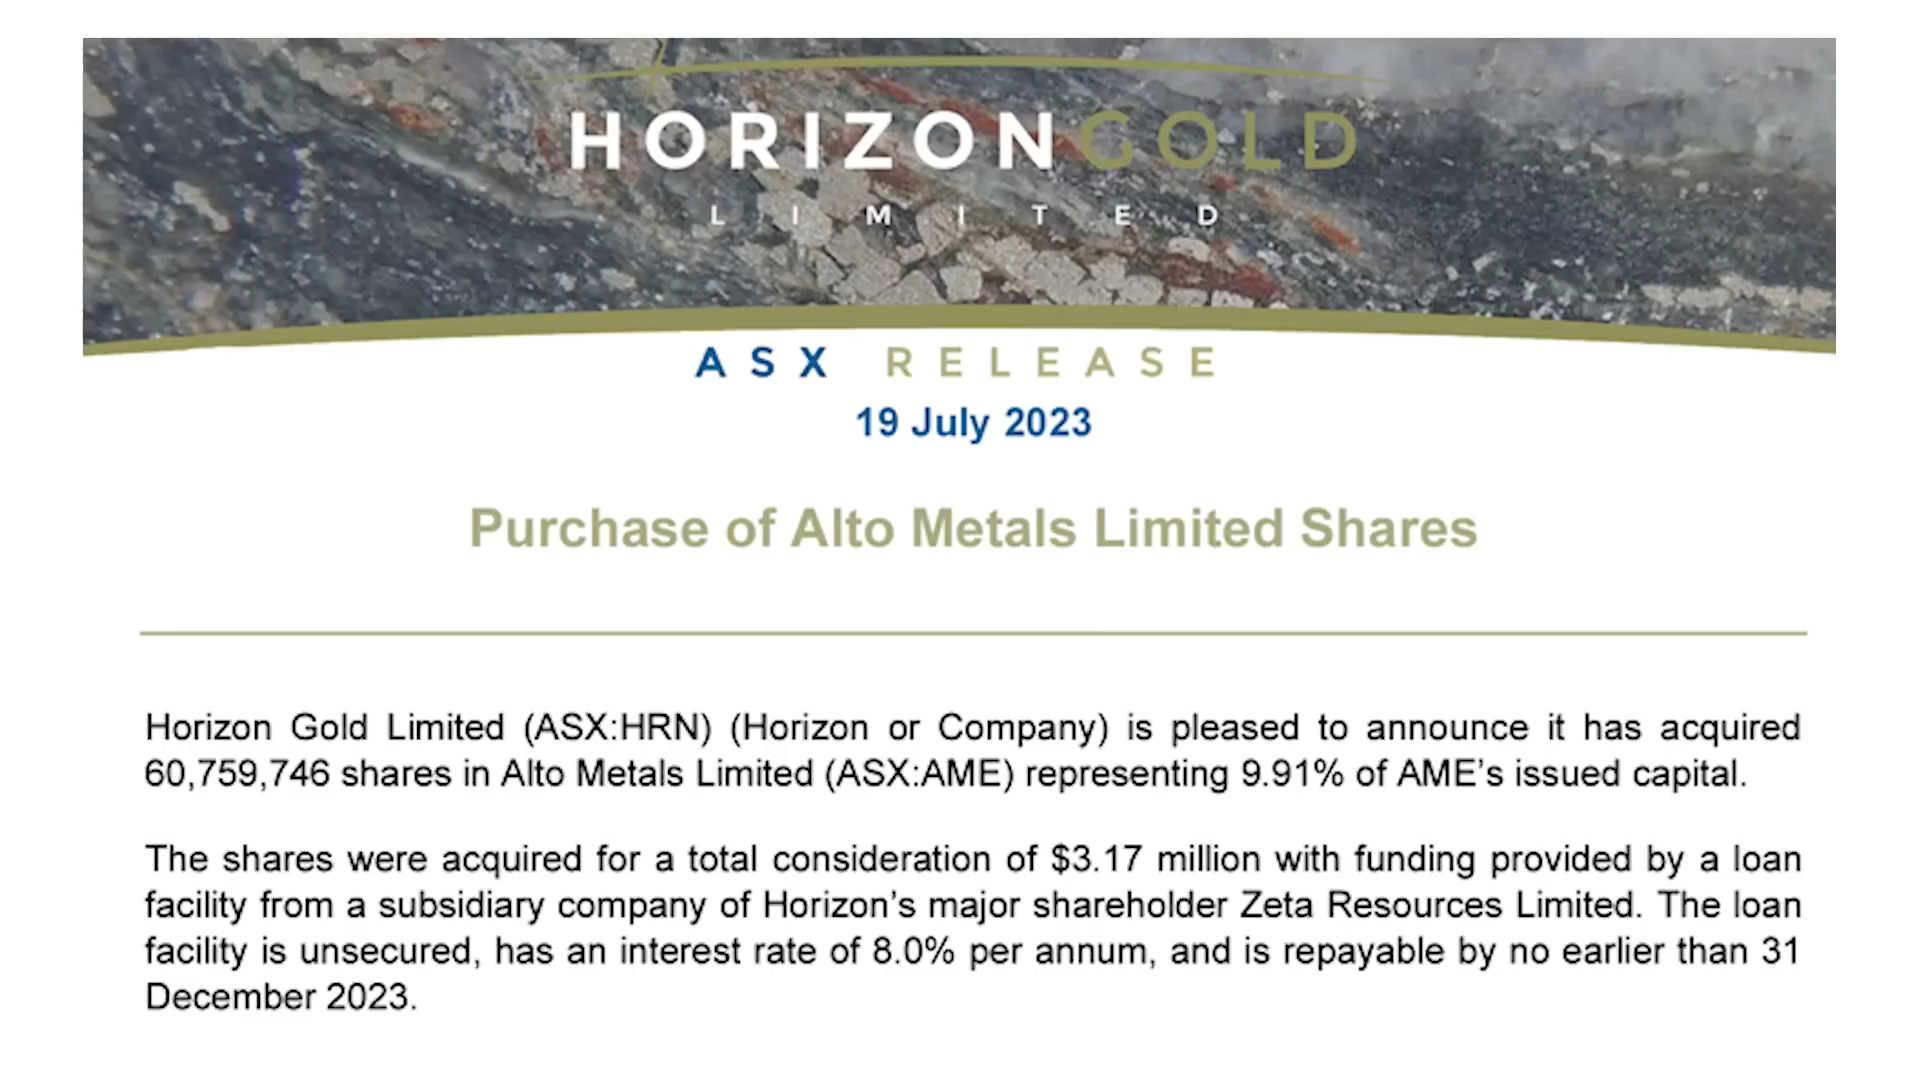 HORIZONGOLD
LIMITED
ASX RELEASE
19 July 2023
Purchase of Alto Metals Limited Shares
Horizon Gold Limited (ASX:HRN) (Horizon or Company) is pleased to announce it has acquired
60,759,746 shares in Alto Metals Limited (ASX:AME) representing 9.91% of AME's issued capital.
The shares were acquired for a total consideration of $3.17 million with funding provided by a loan
facility from a subsidiary company of Horizon's major shareholder Zeta Resources Limited. The loan
facility is unsecured, has an interest rate of 8.0% per annum, and is repayable by no earlier than 31
December 2023.